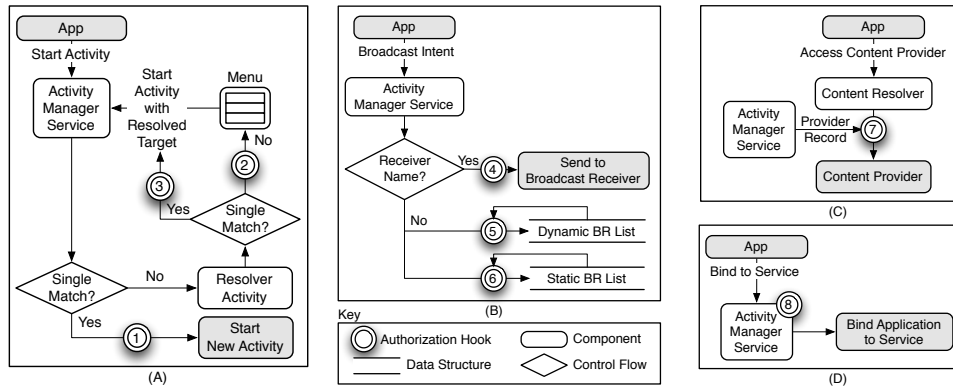 App
Start Activity
Activity
Manager
Service
Start
Activity
with
Resolved
Target
Menu
No
2
3
Yes
Single
Match?
Single
Match?
No
Resolver
Activity
Yes
1
Start
New Activity
(A)
App
Broadcast Intent
Activity
Manager Service
Receiver
Name?
Yes
4
Send to
Broadcast Receiver
No
5
Dynamic BR List
6
Static BR List
(B)
Key
Authorization Hook
Component
Data Structure
Control Flow
App
Access Content Provider
Content Resolver
Activity
Manager
Service
Provider
Record
7
Content Provider
(C)
App
Bind to Service
8
Activity
Manager
Service
Bind Application
to Service
(D)